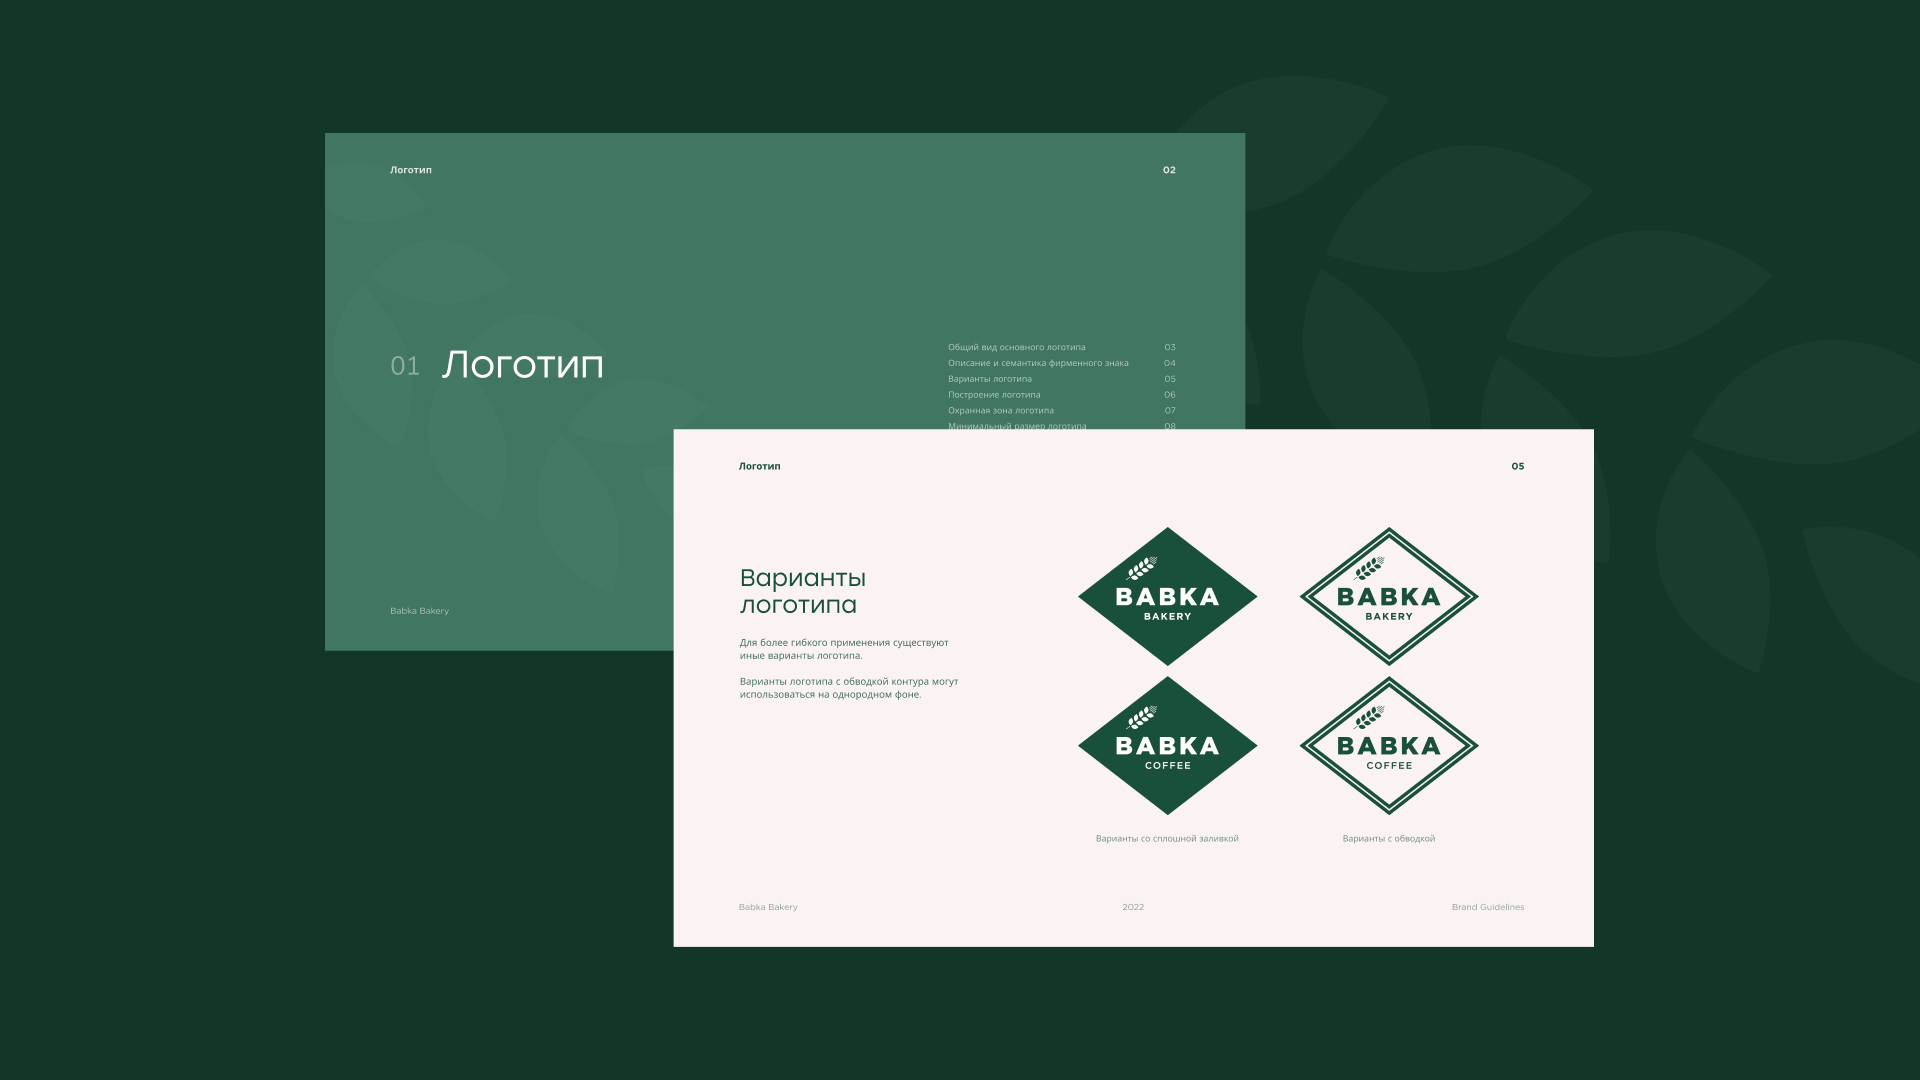 Логотип
02
01 Логотип
Общий вид основного логотипа 03
Описание и семантика фирменного знака 04
Варианты логотипа 05
Построение логотипа 06
Охранная зона логотипа 07
Минимальный размер логотипа 08
Babka Bakery
Логотип
05
Варианты
логотипа
Для более гибкого применения существуют
иные варианты логотипа.
Варианты логотипа с обводкой контура могут
использоваться на однородном фоне.
BABKA
BAKERY
BABKA
BAKERY
BABKA
COFFEE
BABKA
COFFEE
Варианты со сплошной заливкой
Варианты с обводкой
Babka Bakery
2022
Brand Guidelines